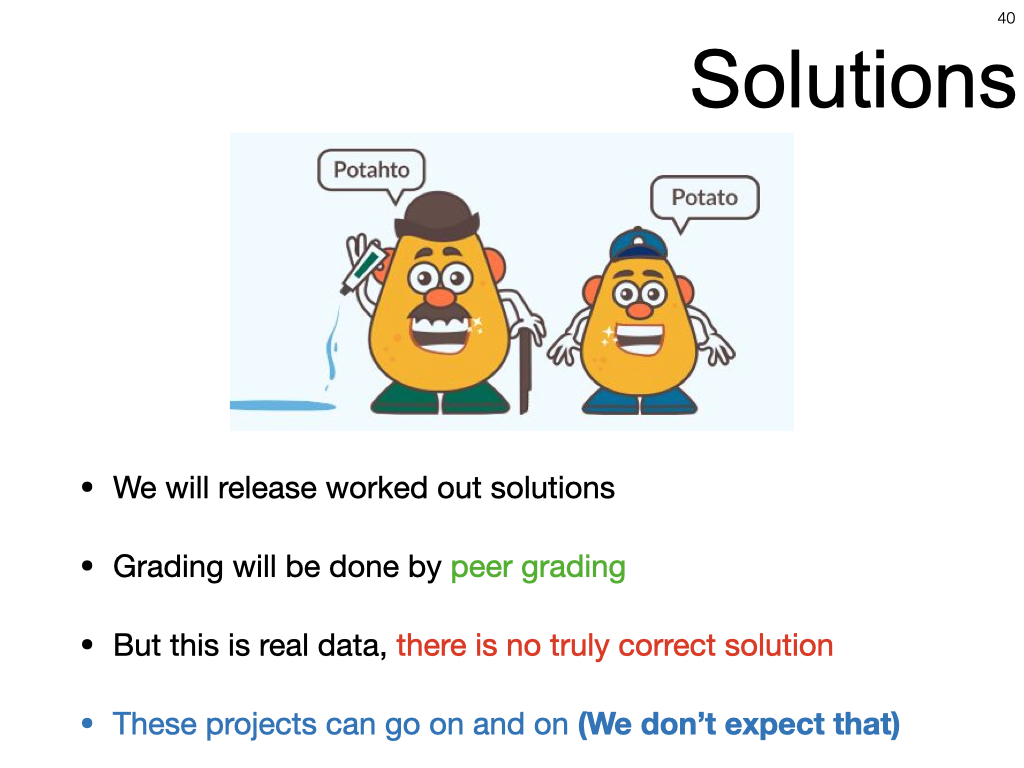 40
Solutions
Potahto
Potato
• We will release worked out solutions
• Grading will be done by peer grading
• But this is real data, there is no truly correct solution
• These projects can go on and on (We don’t expect that)